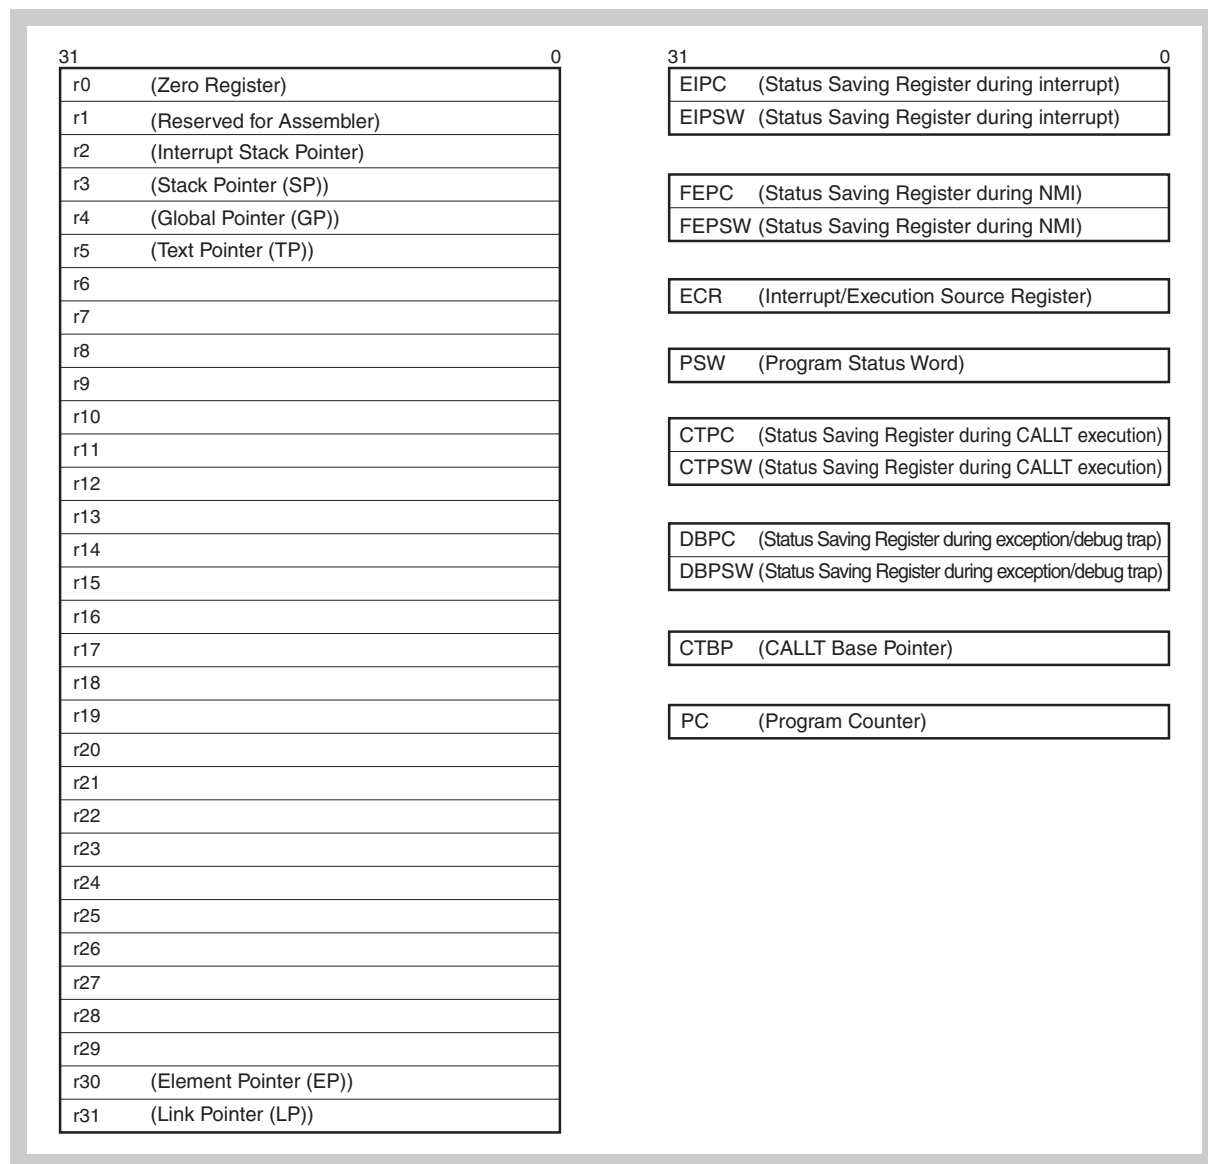 31 0
r0 (Zero Register)
r1 (Reserved for Assembler)
r2 (Interrupt Stack Pointer)
r3 (Stack Pointer (SP))
r4 (Global Pointer (GP))
r5 (Text Pointer (TP))
r6
r7
r8
r9
r10
r11
r12
r13
r14
r15
r16
r17
r18
r19
r20
r21
r22
r23
r24
r25
r26
r27
r28
r29
r30 (Element Pointer (EP))
r31 (Link Pointer (LP))
31 0
EIPC (Status Saving Register during interrupt)
EIPSW (Status Saving Register during interrupt)
FEPC (Status Saving Register during NMI)
FEPSW (Status Saving Register during NMI)
ECR (Interrupt/Execution Source Register)
PSW (Program Status Word)
CTPC (Status Saving Register during CALLT execution)
CTPSW (Status Saving Register during CALLT execution)
DBPC (Status Saving Register during exception/debug trap)
DBPSW (Status Saving Register during exception/debug trap)
CTBP (CALLT Base Pointer)
PC (Program Counter)